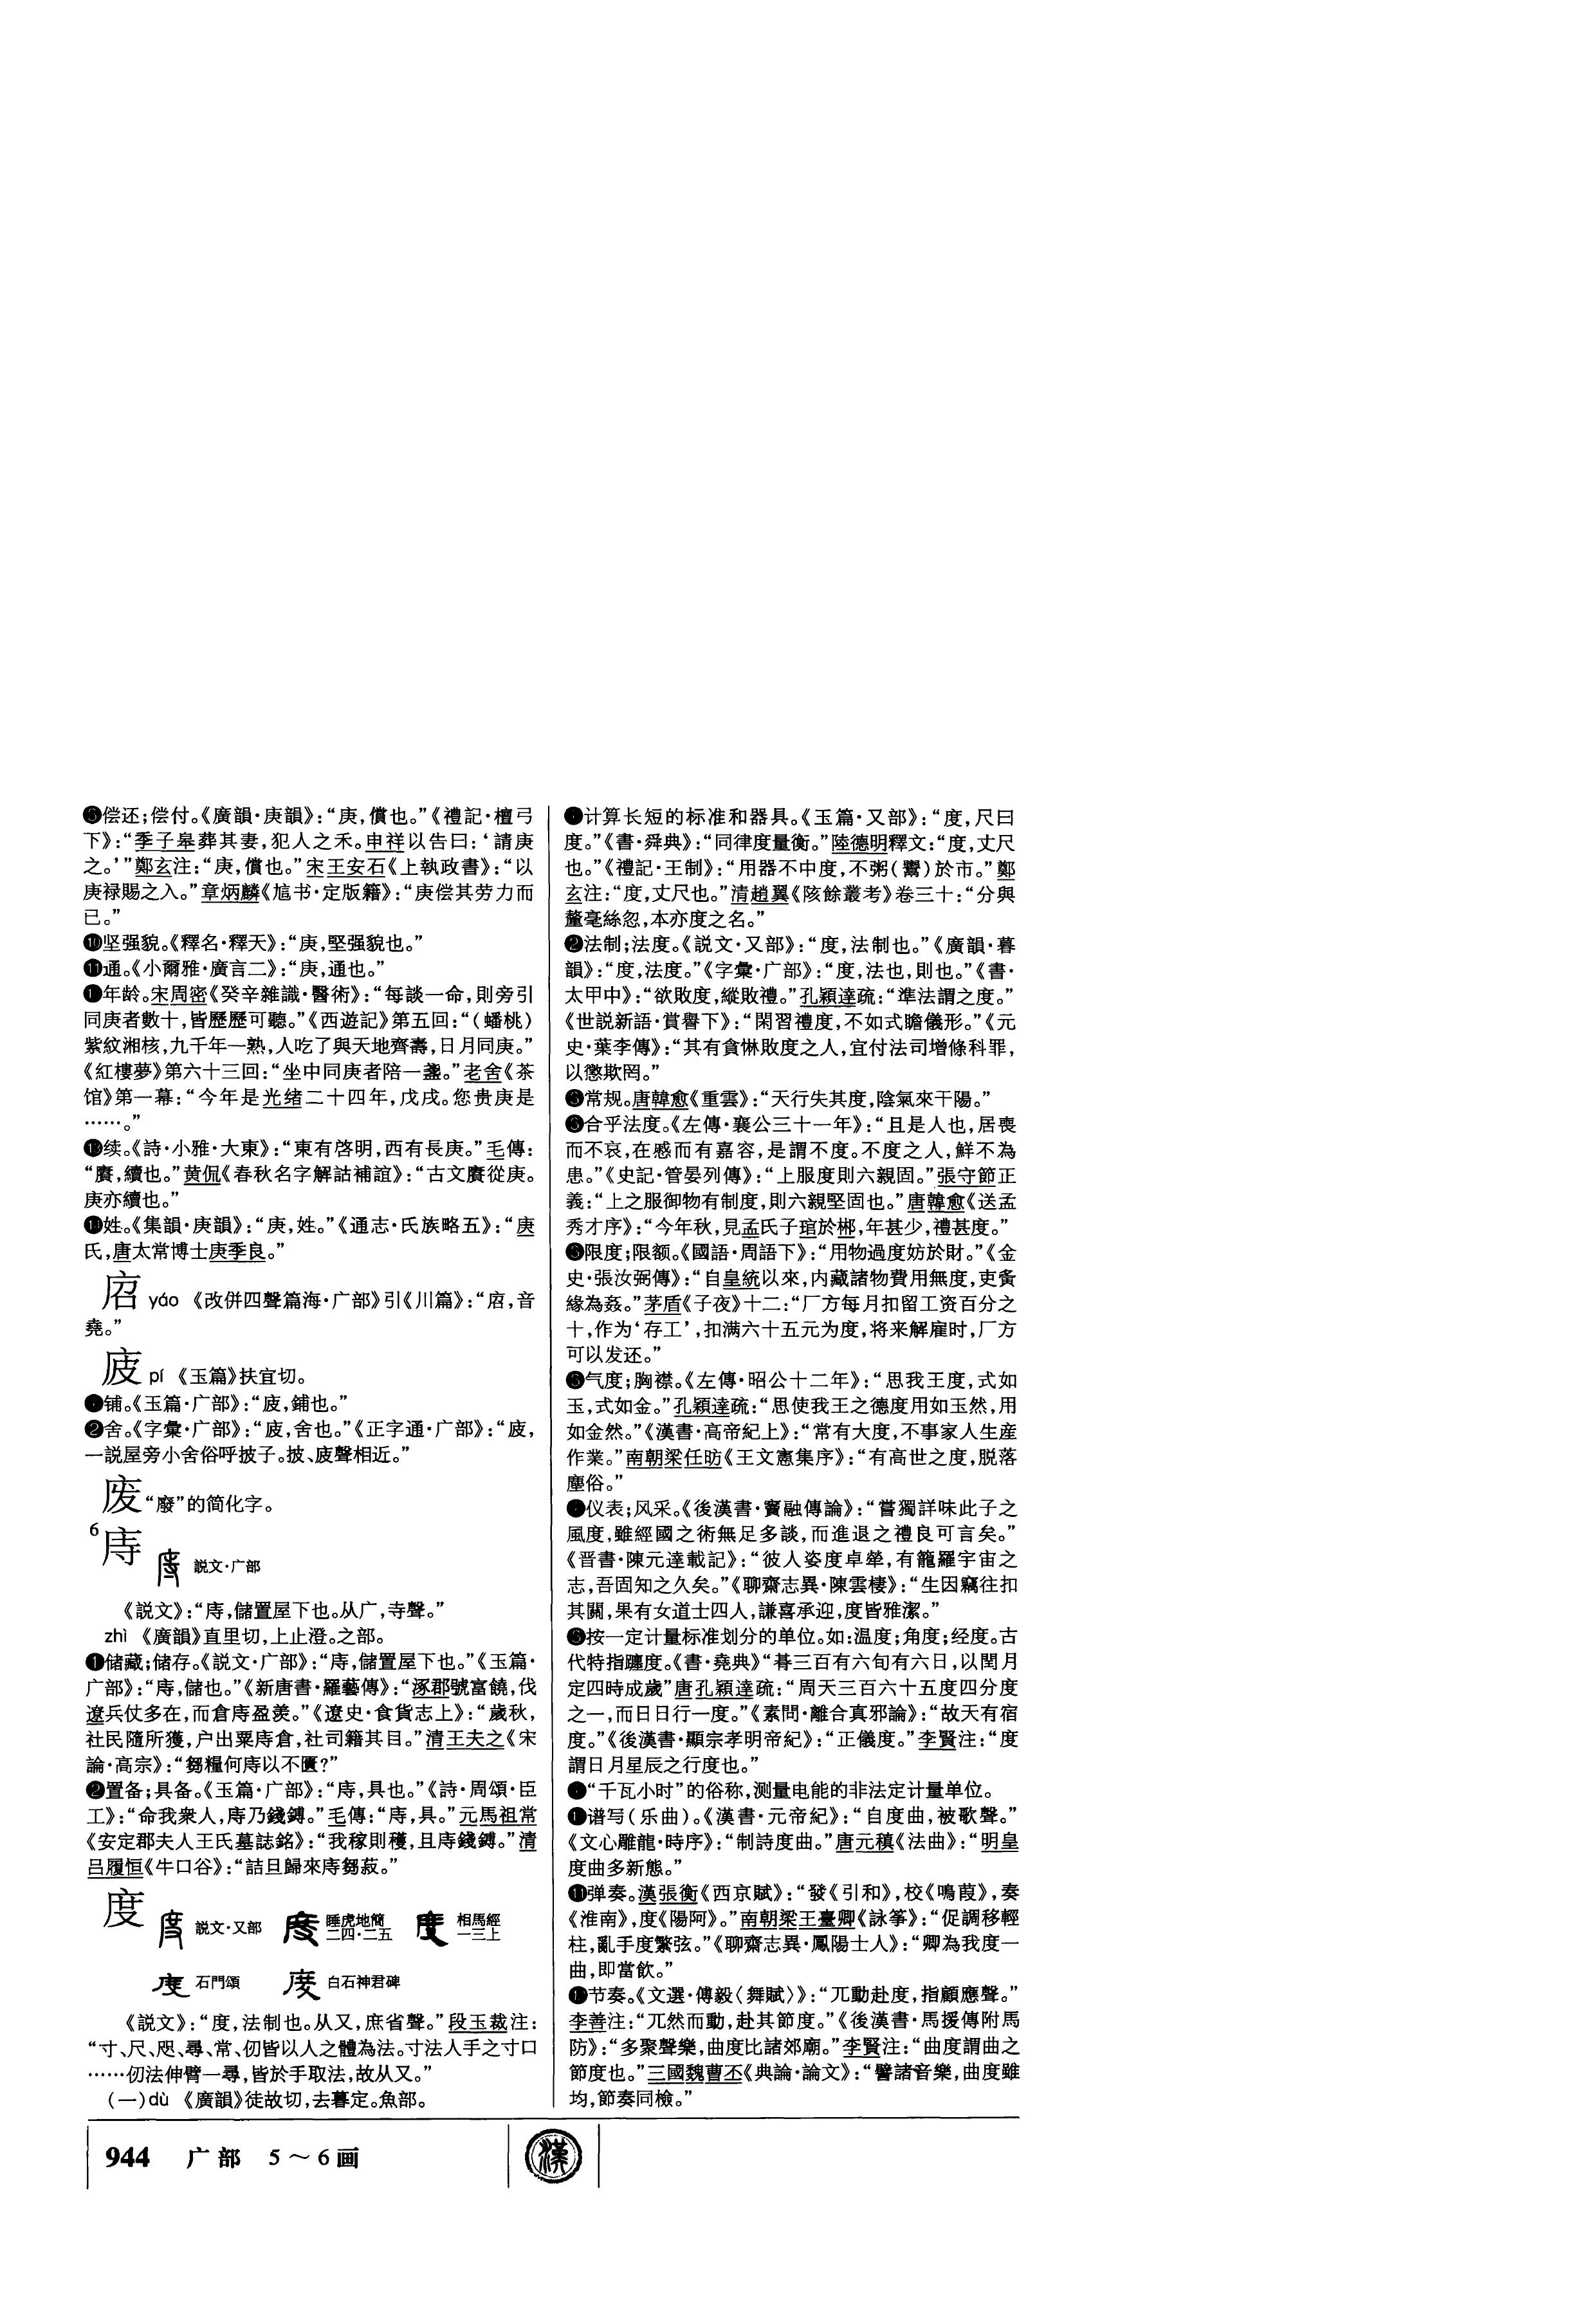 ❾偿还；偿付。《廣韻·庚韻》：“庚，償也。”《禮記·檀弓
下》：“季子皋葬其妻，犯人之禾。申祥以告曰：‘請庚
之。’”鄭玄注：“庚，償也。”宋王安石《上執政書》：“以
庚禄賜之入。”章炳麟《訄书·定版籍》：“庚偿其劳力而
已。”
❿坚强貌。《釋名·釋天》：“庚，堅强貌也。”
⓫通。《小爾雅·廣言二》：“庚，通也。”
⓬年龄。宋周密《癸辛雜識·醫術》：“每談一命，則旁引
同庚者數十，皆歷歷可聽。”《西遊記》第五回：“（蟠桃）
紫紋湘核，九千年一熟，人吃了與天地齊壽，日月同庚。”
《紅樓夢》第六十三回：“坐中同庚者陪一盞。”老舍《茶
馆》第一幕：“今年是光绪二十四年，戊戌。您贵庚是
……。”
⓭续。《詩·小雅·大東》：“東有啓明，西有長庚。”毛傳：
“賡，續也。”黄侃《春秋名字解詁補誼》：“古文賡從庚。
庚亦續也。”
⓮姓。《集韻·庚韻》：“庚，姓。”《通志·氏族略五》：“庚
氏，唐太常博士庚季良。”
yáo 《改併四聲篇海·广部》引《川篇》：“，音
堯。”
庪 pí 《玉篇》扶宜切。
❶铺。《玉篇·广部》：“，鋪也。”
❷舍。《字彙·广部》：“，舍也。”《正字通·广部》：“，
一説屋旁小舍俗呼披子。披、聲相近。”
废 “廢”的简化字。
6
庤 説文·广部
《説文》：“庤，儲置屋下也。从广，寺聲。”
zhì 《廣韻》直里切，上止澄。之部。
❶储藏；储存。《説文·广部》：“庤，儲置屋下也。”《玉篇·
广部》：“庤，儲也。”《新唐書·羅藝傳》：“涿郡號富饒，伐
遼兵仗多在，而倉庤盈羨。”《遼史·食貨志上》：“歲秋，
社民隨所獲，户出粟庤倉，社司籍其目。”清王夫之《宋
論·高宗》：“芻糧何庤以不匱?”
❷置备；具备。《玉篇·广部》：“庤，具也。”《詩·周頌·臣
工》：“命我衆人，庤乃錢鎛。”毛傳：“庤，具。”元馬祖常
《安定郡夫人王氏墓誌銘》：“我稼則穫，且庤錢鎛。”清
吕履恒《牛口谷》：“詰旦歸來庤芻菽。”
度 説文·又部 睡虎地簡二四·二五 相馬經一三上
石門頌 白石神君碑
《説文》：“度，法制也。从又，庶省聲。”段玉裁注：
“寸、尺、咫、尋、常、仞皆以人之體為法。寸法人手之寸口
……仞法伸臂一尋，皆於手取法，故从又。”
（一）dù 《廣韻》徒故切，去暮定。魚部。
❶计算长短的标准和器具。《玉篇·又部》：“度，尺曰
度。”《書·舜典》：“同律度量衡。”陸德明釋文：“度，丈尺
也。”《禮記·王制》：“用器不中度，不粥（鬻）於市。”鄭
玄注：“度，丈尺也。”清趙翼《陔餘叢考》卷三十：“分與
釐毫絲忽，本亦度之名。”
❷法制；法度。《説文·又部》：“度，法制也。”《廣韻·暮
韻》：“度，法度。”《字彙·广部》：“度，法也，則也。”《書·
太甲中》：“欲敗度，縱敗禮。”孔穎達疏：“準法謂之度。”
《世説新語·賞譽下》：“閑習禮度，不如式瞻儀形。”《元
史·葉李傳》：“其有貪惏敗度之人，宜付法司增條科罪，
以懲欺罔。”
❸常规。唐韓愈《重雲》：“天行失其度，陰氣來干陽。”
❹合乎法度。《左傳·襄公三十一年》：“且是人也，居喪
而不哀，在慼而有嘉容，是謂不度。不度之人，鮮不為
患。”《史記·管晏列傳》：“上服度則六親固。”張守節正
義：“上之服御物有制度，則六親堅固也。”唐韓愈《送孟
秀才序》：“今年秋，見孟氏子琯於郴，年甚少，禮甚度。”
❺限度；限额。《國語·周語下》：“用物過度妨於財。”《金
史·張汝弼傳》：“自皇統以來，内藏諸物費用無度，吏夤
緣為姦。”茅盾《子夜》十二：“厂方每月扣留工资百分之
十，作为‘存工’，扣满六十五元为度，将来解雇时，厂方
可以发还。”
❻气度；胸襟。《左傳·昭公十二年》：“思我王度，式如
玉，式如金。”孔穎達疏：“思使我王之德度用如玉然，用
如金然。”《漢書·高帝紀上》：“常有大度，不事家人生産
作業。”南朝梁任昉《王文憲集序》：“有高世之度，脱落
塵俗。”
❼仪表；风采。《後漢書·竇融傳論》：“嘗獨詳味此子之
風度，雖經國之術無足多談，而進退之禮良可言矣。”
《晋書·陳元達載記》：“彼人姿度卓犖，有籠羅宇宙之
志，吾固知之久矣。”《聊齋志異·陳雲棲》：“生因竊往扣
其關，果有女道士四人，謙喜承迎，度皆雅潔。”
❽按一定计量标准划分的单位。如：温度；角度；经度。古
代特指躔度。《書·堯典》“朞三百有六旬有六日，以閏月
定四時成歲”唐孔穎達疏：“周天三百六十五度四分度
之一，而日日行一度。”《素問·離合真邪論》：“故天有宿
度。”《後漢書·顯宗孝明帝紀》：“正儀度。”李賢注：“度
謂日月星辰之行度也。”
❾“千瓦小时”的俗称，测量电能的非法定计量单位。
❿谱写（乐曲）。《漢書·元帝紀》：“自度曲，被歌聲。”
《文心雕龍·時序》：“制詩度曲。”唐元稹《法曲》：“明皇
度曲多新態。”
⓫弹奏。漢張衡《西京賦》：“發《引和》，校《鳴葭》，奏
《淮南》，度《陽阿》。”南朝梁王臺卿《詠筝》：“促調移輕
柱，亂手度繁弦。”《聊齋志異·鳳陽士人》：“卿為我度一
曲，即當飲。”
⓬节奏。《文選·傅毅〈舞賦〉》：“兀動赴度，指顧應聲。”
李善注：“兀然而動，赴其節度。”《後漢書·馬援傳附馬
防》：“多聚聲樂，曲度比諸郊廟。”李賢注：“曲度謂曲之
節度也。”三國魏曹丕《典論·論文》：“譬諸音樂，曲度雖
均，節奏同檢。”
944 广部 5～6画
漢